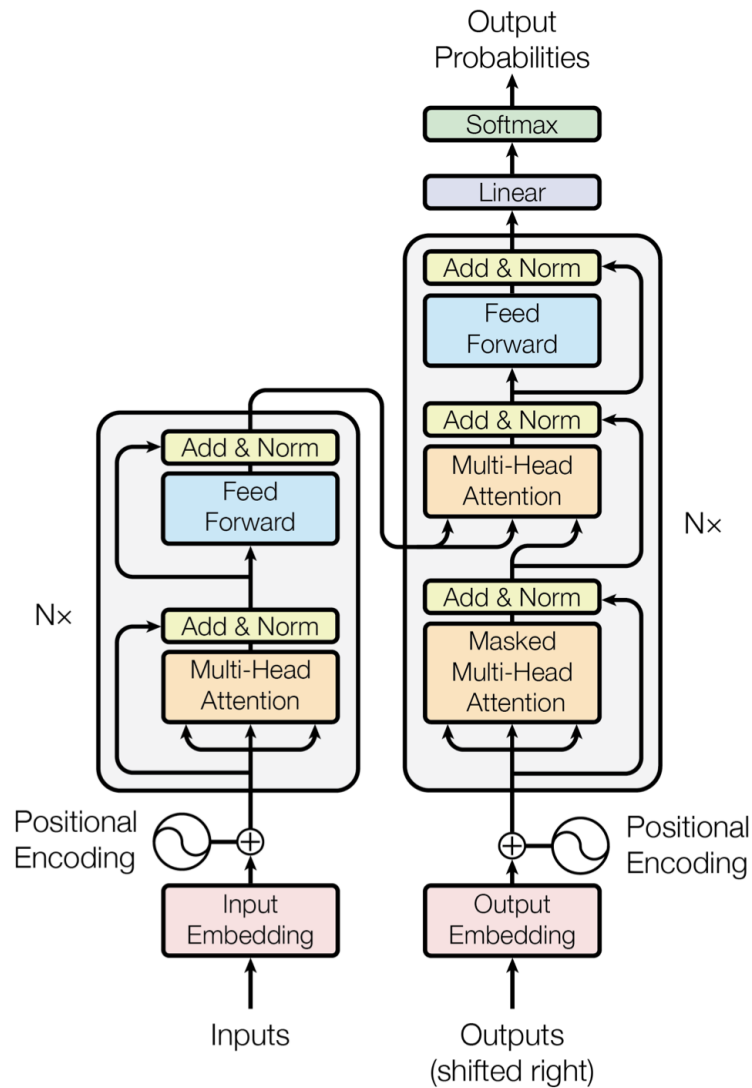 Output
Probabilities
Softmax
Linear
Add & Norm
Feed
Forward
Add & Norm
Multi-Head
Attention
Nx
Add & Norm
Masked
Multi-Head
Attention
Add & Norm
Feed
Forward
Nx
Add & Norm
Multi-Head
Attention
Positional
Encoding
Positional
Encoding
Input
Embedding
Output
Embedding
Inputs
Outputs
(shifted right)